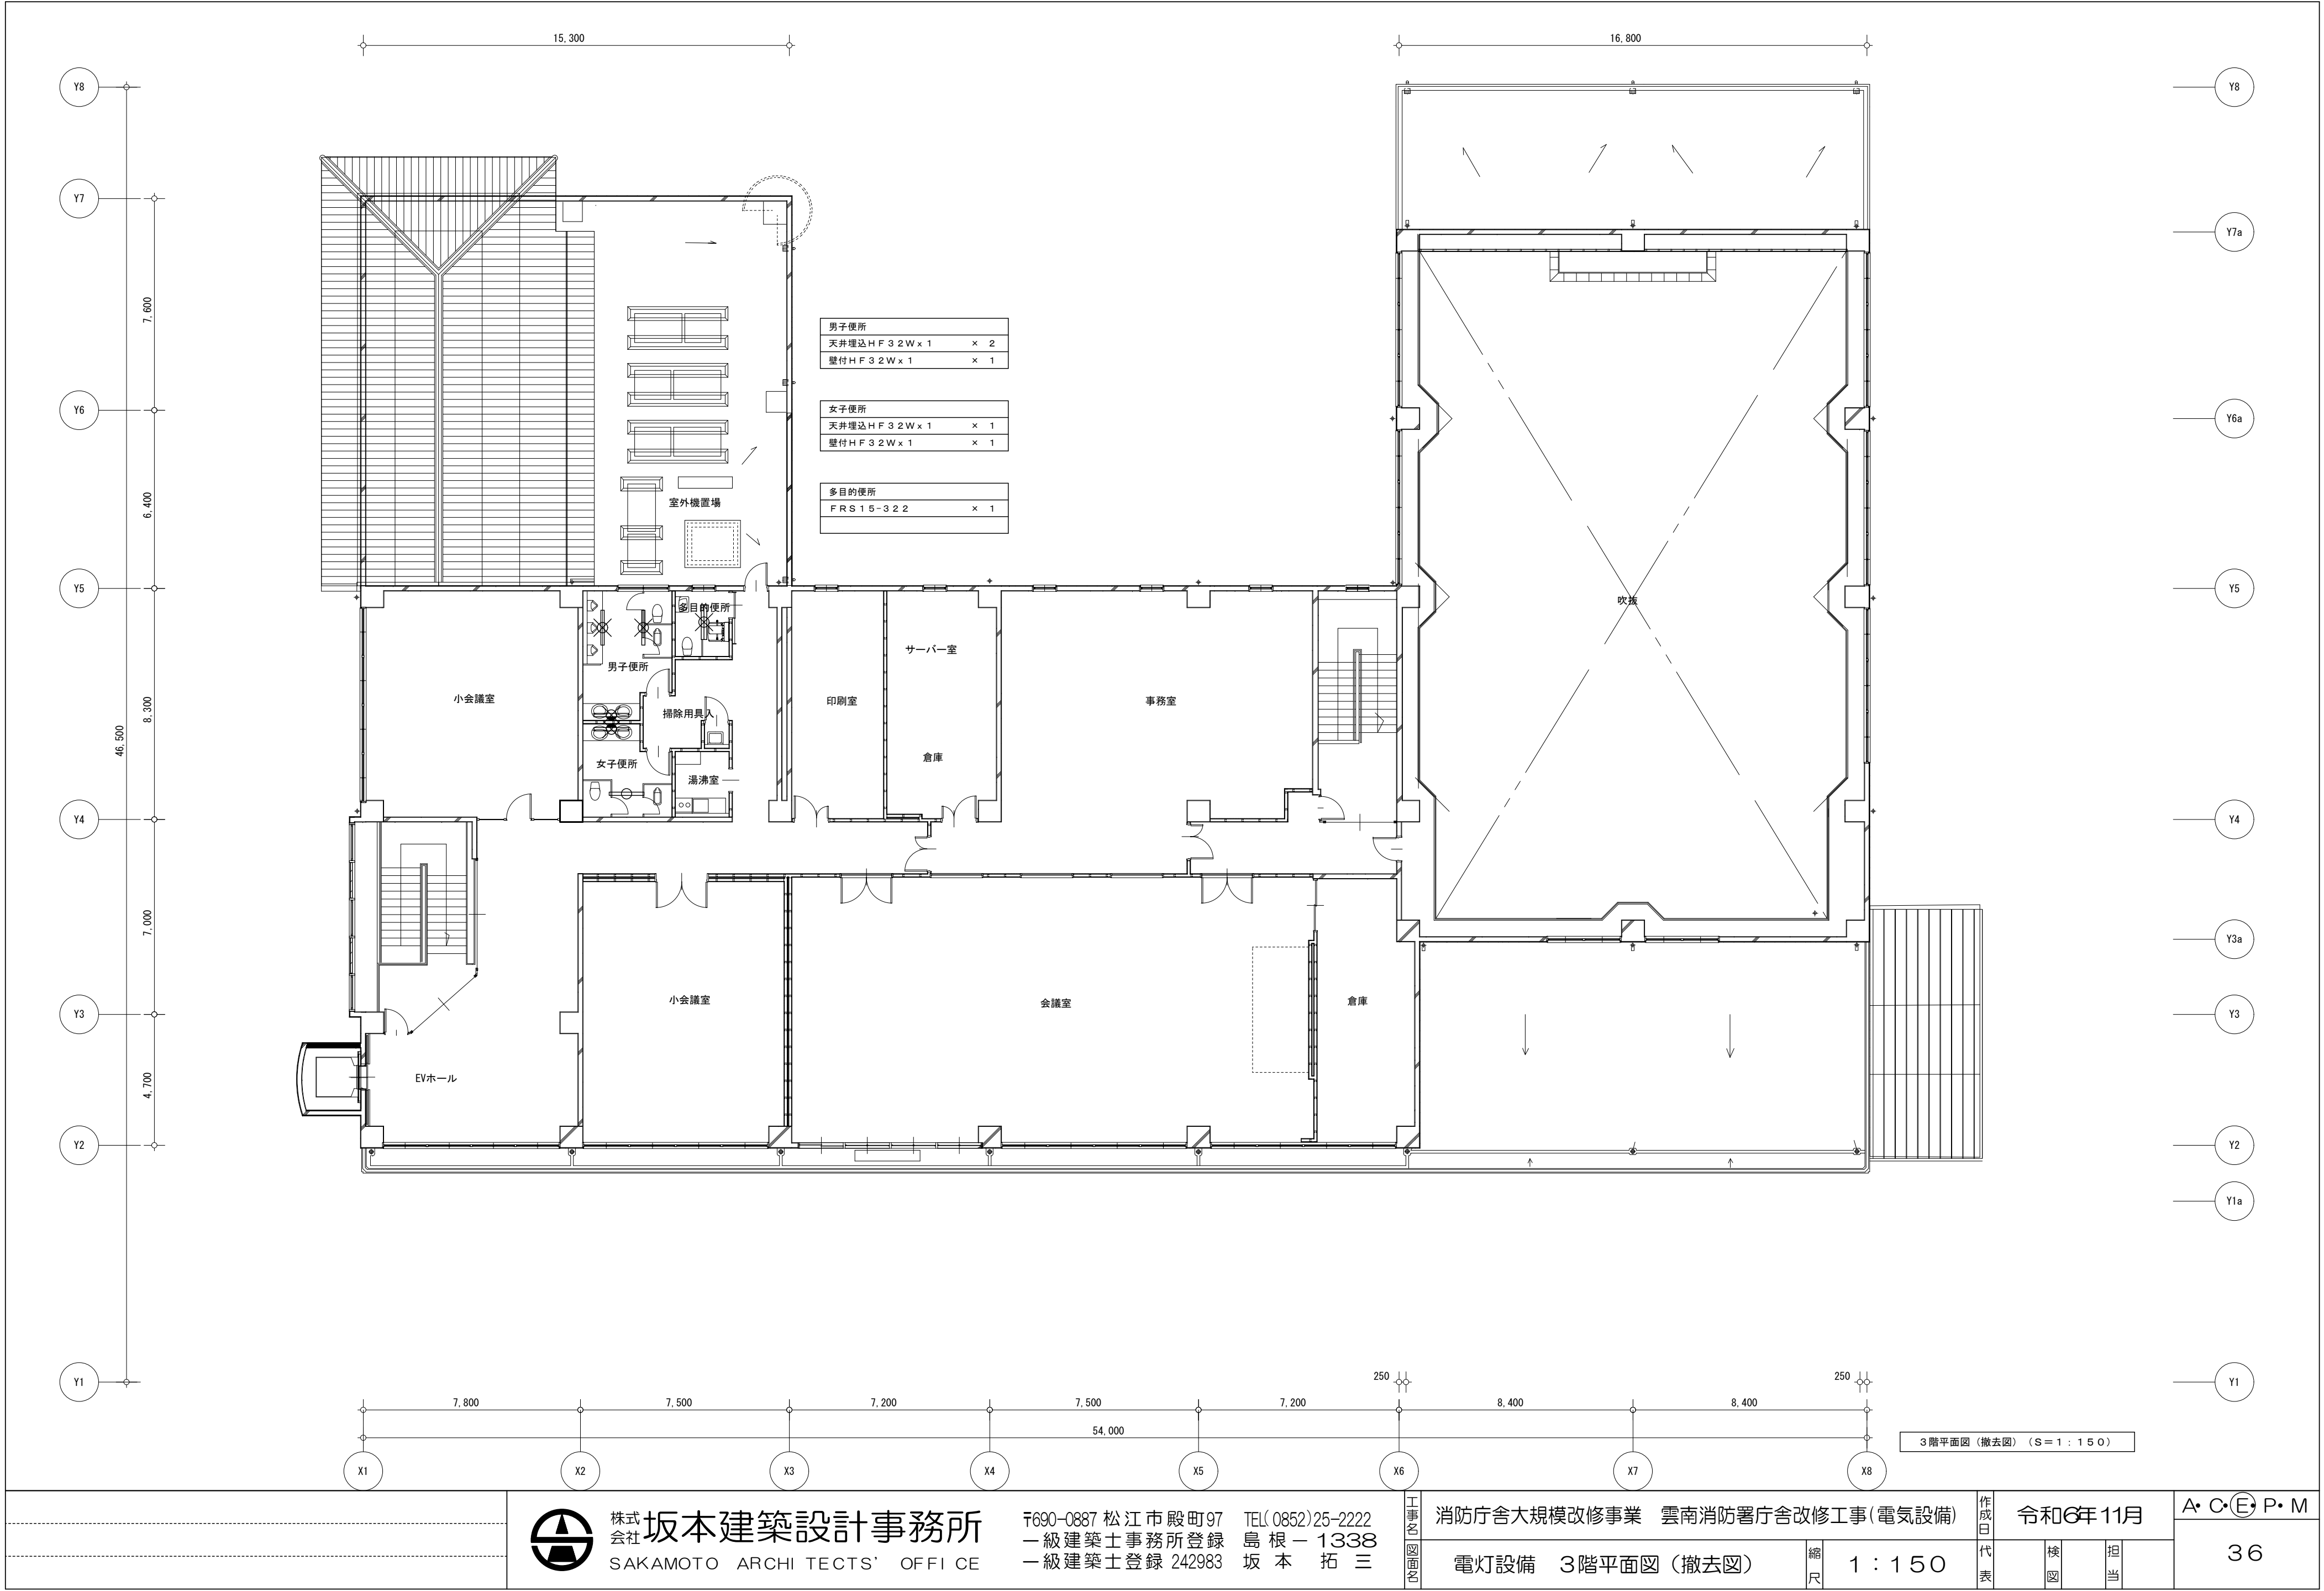 15,300
16,800
Y8
Y8
Y7
Y7a
7,600
男子便所
天井埋込HF32Wx1 × 2
壁付HF32Wx1 × 1
Y6
女子便所
天井埋込HF32Wx1 × 1
壁付HF32Wx1 × 1
Y6a
6,400
室外機置場
多目的便所
FRS15-322 × 1
Y5
Y5
多目的便所
吹抜
サーバー室
男子便所
小会議室
印刷室
事務室
8,300
掃除用具入
46,500
倉庫
女子便所
湯沸室
Y4
Y4
7,000
Y3a
小会議室
会議室
倉庫
Y3
Y3
EVホール
4,700
Y2
Y2
Y1a
Y1
250
250
Y1
7,800
7,500
7,200
7,500
7,200
8,400
8,400
54,000
3階平面図(撤去図)(S=1:150)
X1
X2
X3
X4
X5
X6
X7
X8
株式会社 坂本建築設計事務所
SAKAMOTO ARCHITECTS' OFFICE
〒690-0887 松江市殿町97 TEL(0852)25-2222
一級建築士事務所登録 島根-1338
一級建築士登録 242983 坂本 拓三
工事名 消防庁舎大規模改修事業 雲南消防署庁舎改修工事(電気設備)
図面名 電灯設備 3階平面図(撤去図)
縮尺 1:150
作成日 令和6年11月
代表
検図
担当
A・C・E・P・M
36